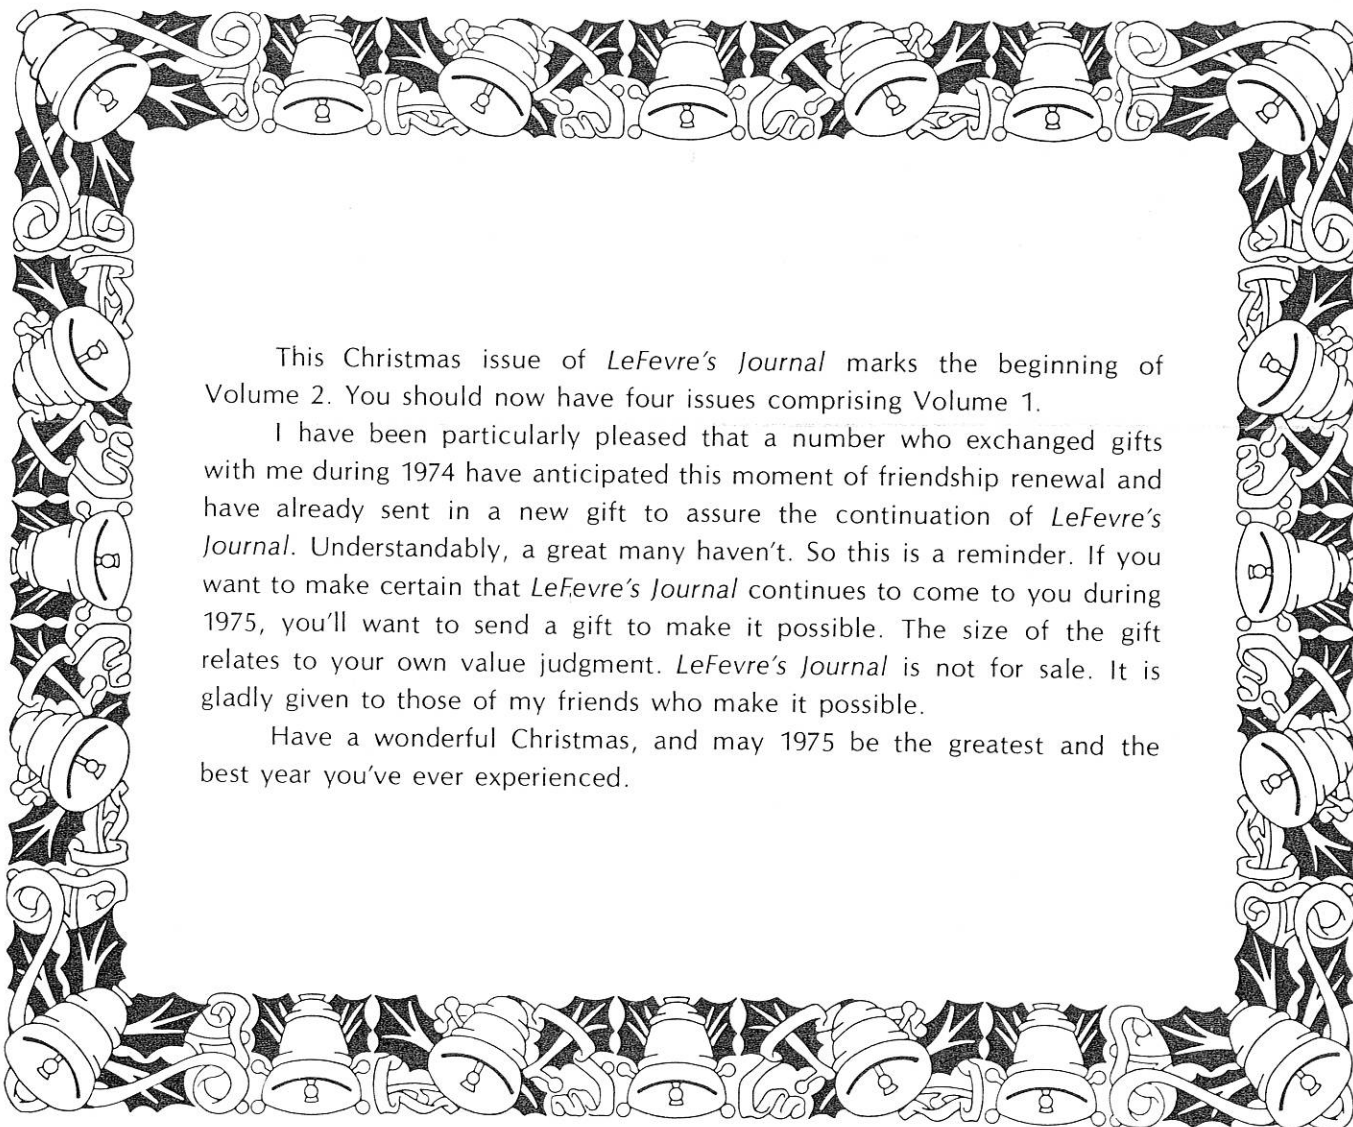 This Christmas issue of LeFevre's Journal marks the beginning of
Volume 2. You should now have four issues comprising Volume 1.
I have been particularly pleased that a number who exchanged gifts
with me during 1974 have anticipated this moment of friendship renewal and
have already sent in a new gift to assure the continuation of LeFevre's
Journal. Understandably, a great many haven't. So this is a reminder. If you
want to make certain that LeFevre's Journal continues to come to you during
1975, you'll want to send a gift to make it possible. The size of the gift
relates to your own value judgment. LeFevre's Journal is not for sale. It is
gladly given to those of my friends who make it possible.
Have a wonderful Christmas, and may 1975 be the greatest and the
best year you've ever experienced.